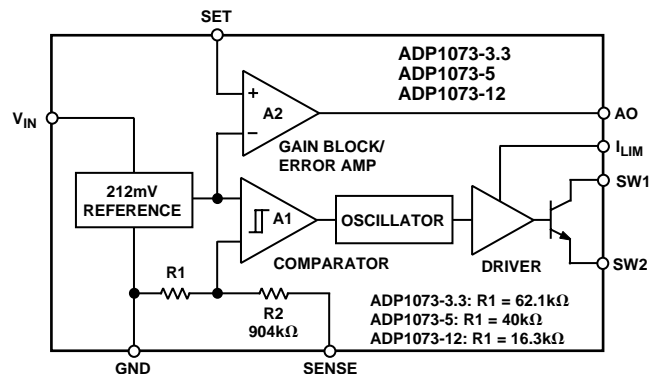 SET
ADP1073-3.3
ADP1073-5
ADP1073-12
+
A2
−
VIN
AO
GAIN BLOCK/
ERROR AMP
ILIM
212mV
REFERENCE
SW1
A1
OSCILLATOR
R1
COMPARATOR
DRIVER
SW2
R2
904kΩ
ADP1073-3.3: R1 = 62.1kΩ
ADP1073-5: R1 = 40kΩ
ADP1073-12: R1 = 16.3kΩ
GND
SENSE